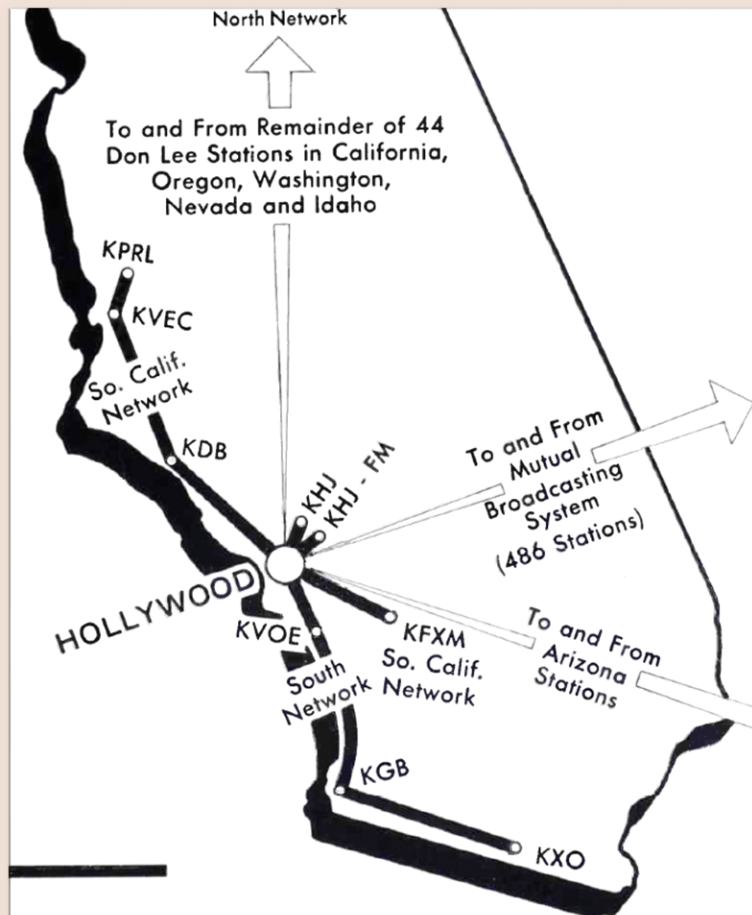 North Network
To and From Remainder of 44
Don Lee Stations in California,
Oregon, Washington,
Nevada and Idaho
KPRL
KVEC
So. Calif.
Network
KDB
KHJ
KHJ - FM
To and From
Mutual
Broadcasting
System
(486 Stations)
HOLLYWOOD
KVOE
KFXM
So. Calif.
Network
To and From
Arizona
Stations
South
Network
KGB
KXO